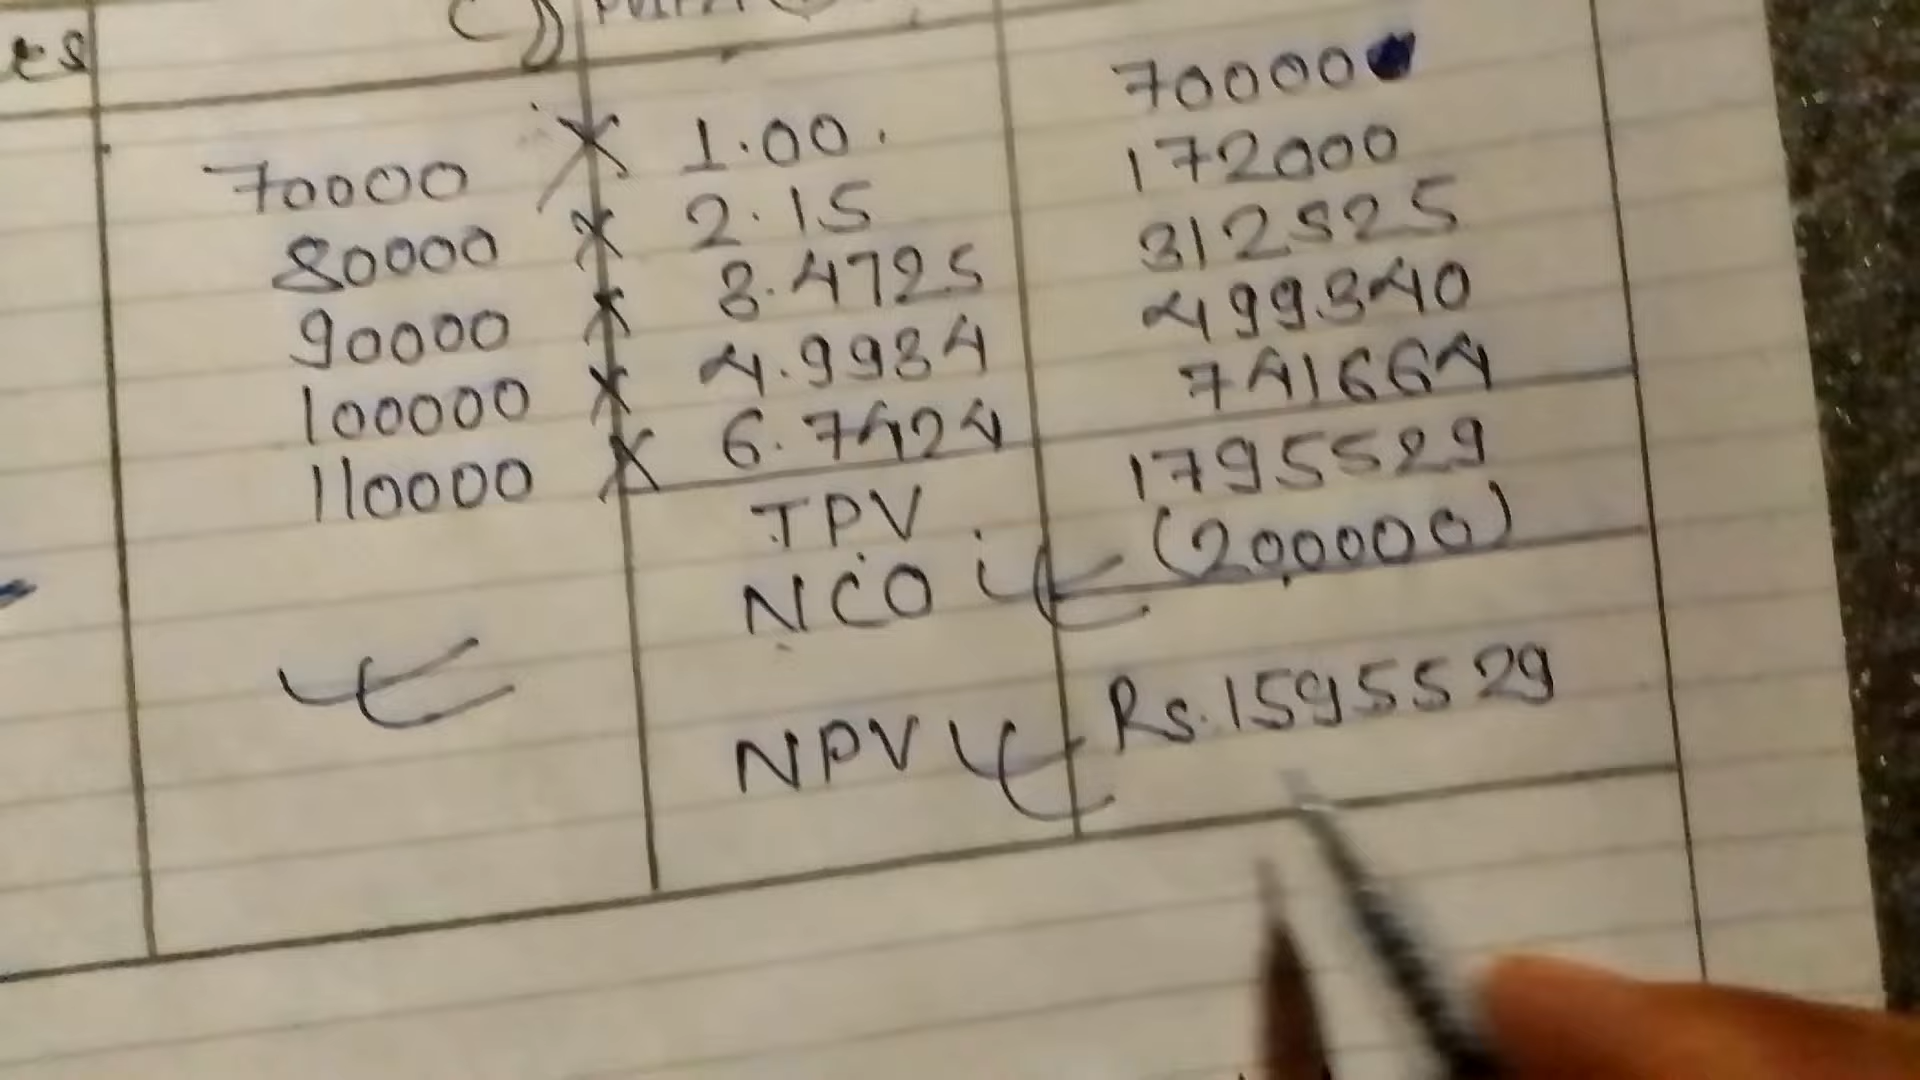 es
70000 × 1.00. 70000
80000 × 2.15 172000
90000 × 3.4725 312525
100000 × 4.9934 499340
110000 × 6.7424 741664
TPV 1795529
NCO (200000)
NPV Rs.1595529